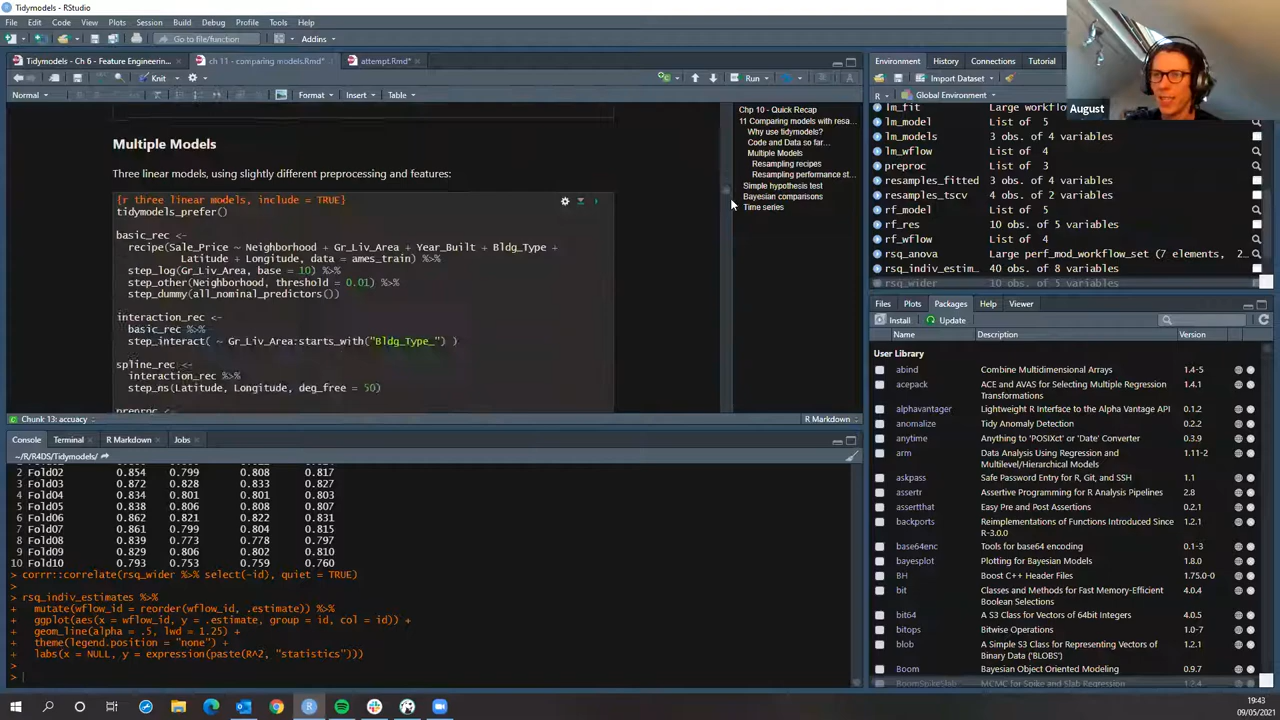 Tidymodels - RStudio
File Edit Code View Plots Session Build Debug Profile Tools Help
Go to file/function Addins
Tidymodels - Ch 6 - Feature Engineerin... ch 11 - comparing models.Rmd* attempt.Rmd*
Knit Run
Normal Format Insert Table
Multiple Models
Three linear models, using slightly different preprocessing and features:
{r three linear models, include = TRUE}
tidymodels_prefer()
basic_rec <-
recipe(Sale_Price ~ Neighborhood + Gr_Liv_Area + Year_Built + Bldg_Type +
Latitude + Longitude, data = ames_train) %>%
step_log(Gr_Liv_Area, base = 10) %>%
step_other(Neighborhood, threshold = 0.01) %>%
step_dummy(all_nominal_predictors())
interaction_rec <-
basic_rec %>%
step_interact( ~ Gr_Liv_Area:starts_with("Bldg_Type_") )
spline_rec <-
interaction_rec %>%
step_ns(Latitude, Longitude, deg_free = 50)
preproc <-
Chp 10 - Quick Recap
11 Comparing models with resa...
Why use tidymodels?
Code and Data so far...
Multiple Models
Resampling recipes
Resampling performance st...
Simple hypothesis test
Bayesian comparisons
Time series
Chunk 13: accuacy R Markdown
Console Terminal R Markdown Jobs
~/R/R4DS/Tidymodels/
2 Fold02 0.854 0.799 0.808 0.817
3 Fold03 0.872 0.828 0.833 0.827
4 Fold04 0.834 0.801 0.801 0.803
5 Fold05 0.838 0.806 0.808 0.807
6 Fold06 0.862 0.821 0.822 0.831
7 Fold07 0.861 0.799 0.804 0.815
8 Fold08 0.839 0.773 0.778 0.797
9 Fold09 0.829 0.806 0.802 0.810
10 Fold10 0.793 0.753 0.759 0.760
> corrr::correlate(rsq_wider %>% select(-id), quiet = TRUE)
>
> rsq_indiv_estimates %>%
+ mutate(wflow_id = reorder(wflow_id, .estimate)) %>%
+ ggplot(aes(x = wflow_id, y = .estimate, group = id, col = id)) +
+ geom_line(alpha = .5, lwd = 1.25) +
+ theme(legend.position = "none") +
+ labs(x = NULL, y = expression(paste(R^2, "statistics")))
>
>
Environment History Connections Tutorial
Import Dataset
R Global Environment
lm_fit Large workfl
lm_model List of 5
lm_models 3 obs. of 4 variables
lm_wflow List of 4
preproc List of 3
resamples_fitted 3 obs. of 4 variables
resamples_tscv 4 obs. of 2 variables
rf_model List of 5
rf_res 10 obs. of 5 variables
rf_wflow List of 4
rsq_anova Large perf_mod_workflow_set (7 elements, 2...
rsq_indiv_estim... 40 obs. of 8 variables
rsq_wider 10 obs. of 5 variables
August
Files Plots Packages Help Viewer
Install Update
Name Description Version
User Library
abind Combine Multidimensional Arrays 1.4-5
acepack ACE and AVAS for Selecting Multiple Regression Transformations 1.4.1
alphavantager Lightweight R Interface to the Alpha Vantage API 0.1.2
anomalize Tidy Anomaly Detection 0.2.2
anytime Anything to 'POSIXct' or 'Date' Converter 0.3.9
arm Data Analysis Using Regression and Multilevel/Hierarchical Models 1.11-2
askpass Safe Password Entry for R, Git, and SSH 1.1
assertr Assertive Programming for R Analysis Pipelines 2.8
assertthat Easy Pre and Post Assertions 0.2.1
backports Reimplementations of Functions Introduced Since R-3.0.0 1.2.1
base64enc Tools for base64 encoding 0.1-3
bayesplot Plotting for Bayesian Models 1.8.0
BH Boost C++ Header Files 1.75.0-0
bit Classes and Methods for Fast Memory-Efficient Boolean Selections 4.0.4
bit64 A S3 Class for Vectors of 64bit Integers 4.0.5
bitops Bitwise Operations 1.0-7
blob A Simple S3 Class for Representing Vectors of Binary Data ('BLOBS') 1.2.1
Boom Bayesian Object Oriented Modeling 0.9.7
BoomSpikeSlab MCMC for Spike and Slab Regression 1.2.4
19:43
09/05/2021